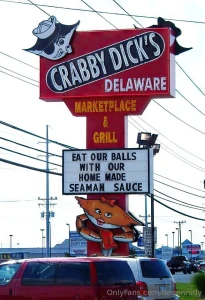 CRABBY DICK'S
DELAWARE
MARKETPLACE
&
GRILL
EAT OUR BALLS
WITH OUR
HOME MADE
SEAMAN SAUCE